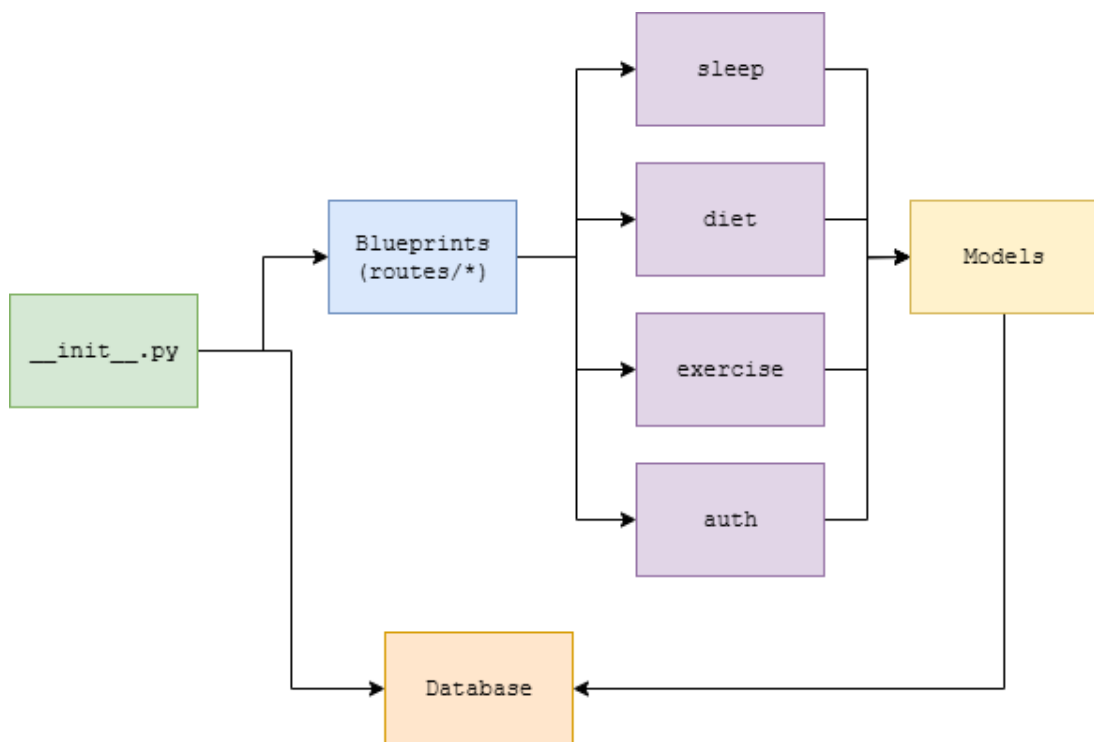 sleep
diet
Blueprints
(routes/*)
Models
__init__.py
exercise
auth
Database